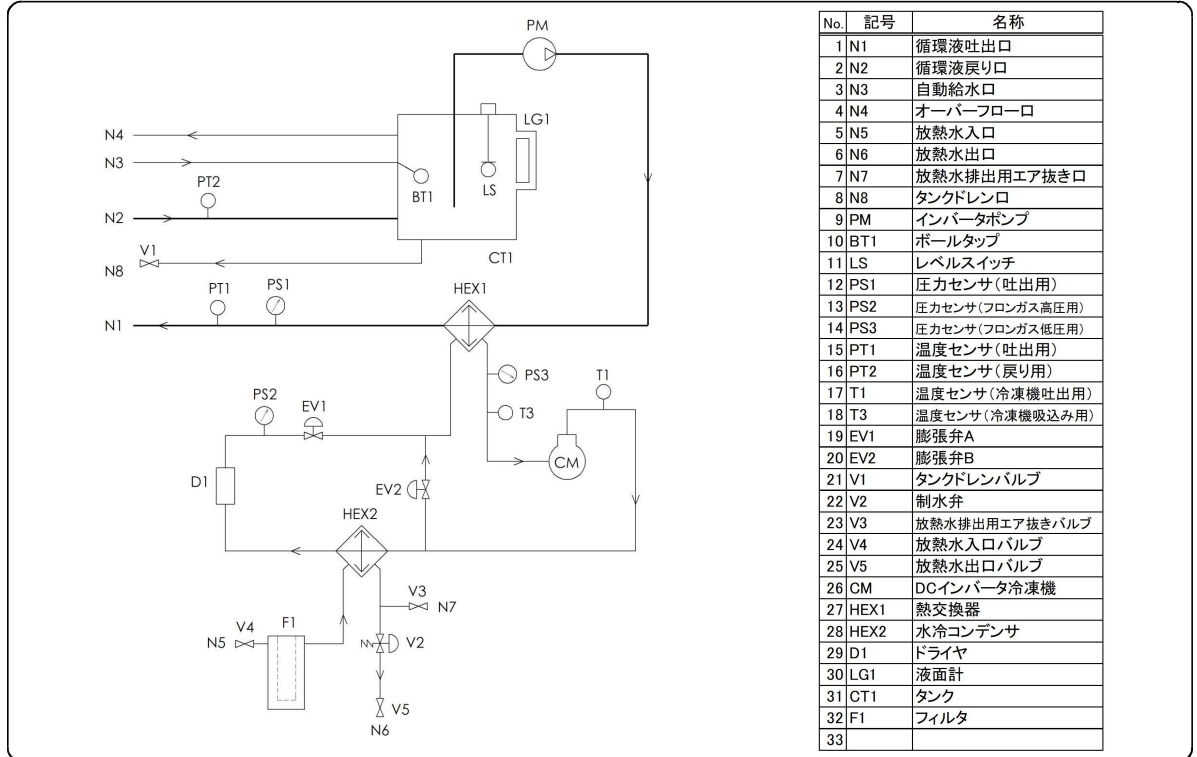 PM
LG1
N4
N3
BT1
LS
PT2
N2
V1
N8
CT1
PT1
PS1
HEX1
N1
PS3
T1
T3
PS2
EV1
CM
D1
EV2
HEX2
V3
N7
V4
F1
N5
V2
V5
N6
No. 記号 名称
1 N1 循環液吐出口
2 N2 循環液戻り口
3 N3 自動給水口
4 N4 オーバーフロー口
5 N5 放熱水入口
6 N6 放熱水出口
7 N7 放熱水排出用エア抜き口
8 N8 タンクドレン口
9 PM インバータポンプ
10 BT1 ボールタップ
11 LS レベルスイッチ
12 PS1 圧力センサ(吐出用)
13 PS2 圧力センサ(フロンガス高圧用)
14 PS3 圧力センサ(フロンガス低圧用)
15 PT1 温度センサ(吐出用)
16 PT2 温度センサ(戻り用)
17 T1 温度センサ(冷凍機吐出用)
18 T3 温度センサ(冷凍機吸込み用)
19 EV1 膨張弁A
20 EV2 膨張弁B
21 V1 タンクドレンバルブ
22 V2 制水弁
23 V3 放熱水排出用エア抜きバルブ
24 V4 放熱水入口バルブ
25 V5 放熱水出口バルブ
26 CM DCインバータ冷凍機
27 HEX1 熱交換器
28 HEX2 水冷コンデンサ
29 D1 ドライヤ
30 LG1 液面計
31 CT1 タンク
32 F1 フィルタ
33